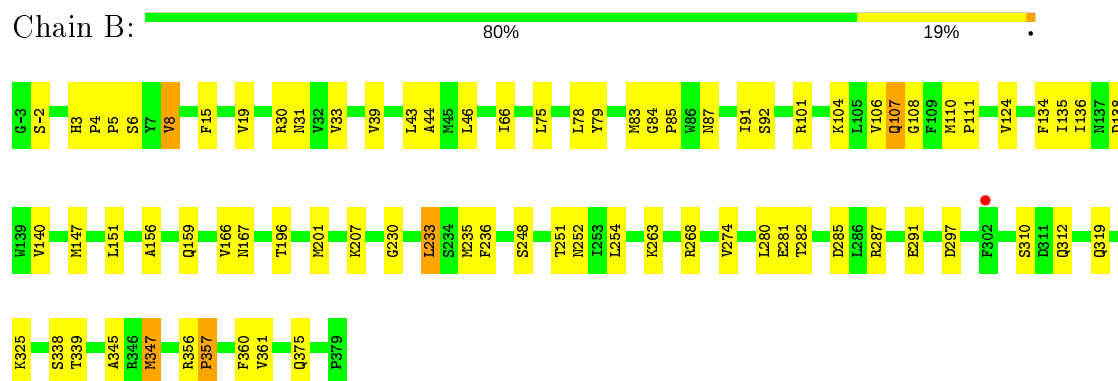 Chain B:
80% 19% •
G-3 S-2 H3 P4 P5 S6 Y7 V8 F15 V19 R30 N31 V32 V33 V39 L43 A44 M45 L46 I66 L75 L78 Y79 M83 G84 P85 W86 N87 I91 S92 R101 K104 L105 V106 Q107 G108 F109 M110 P111 V124 F134 I135 I136 N137 D138
W139 V140 M147 L151 A156 Q159 V166 N167 T196 M201 K207 G230 L233 S234 M235 F236 S248 T251 N252 I253 L254 K263 R268 V274 L280 E281 T282 D285 L286 R287 E291 D297 F302 S310 D311 Q312 Q319
K325 S338 T339 A345 R346 M347 R356 P357 F360 V361 Q375 P379